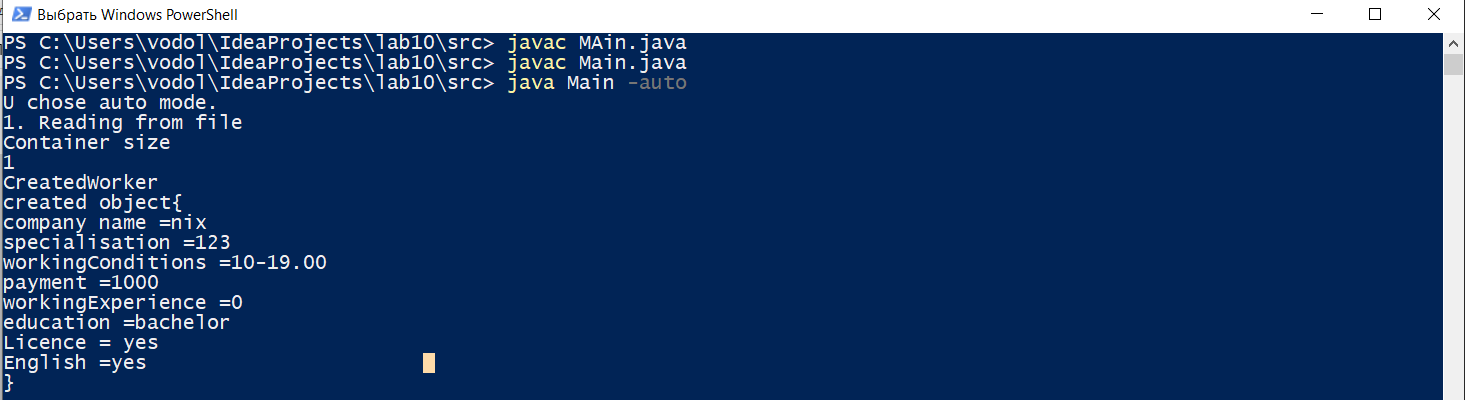 Выбрать Windows PowerShell
PS C:\Users\vodol\IdeaProjects\lab10\src> javac MAin.java
PS C:\Users\vodol\IdeaProjects\lab10\src> javac Main.java
PS C:\Users\vodol\IdeaProjects\lab10\src> java Main -auto
U chose auto mode.
1. Reading from file
Container size
1
CreatedWorker
created object{
company name =nix
specialisation =123
workingConditions =10-19.00
payment =1000
workingExperience =0
education =bachelor
Licence = yes
English =yes
}